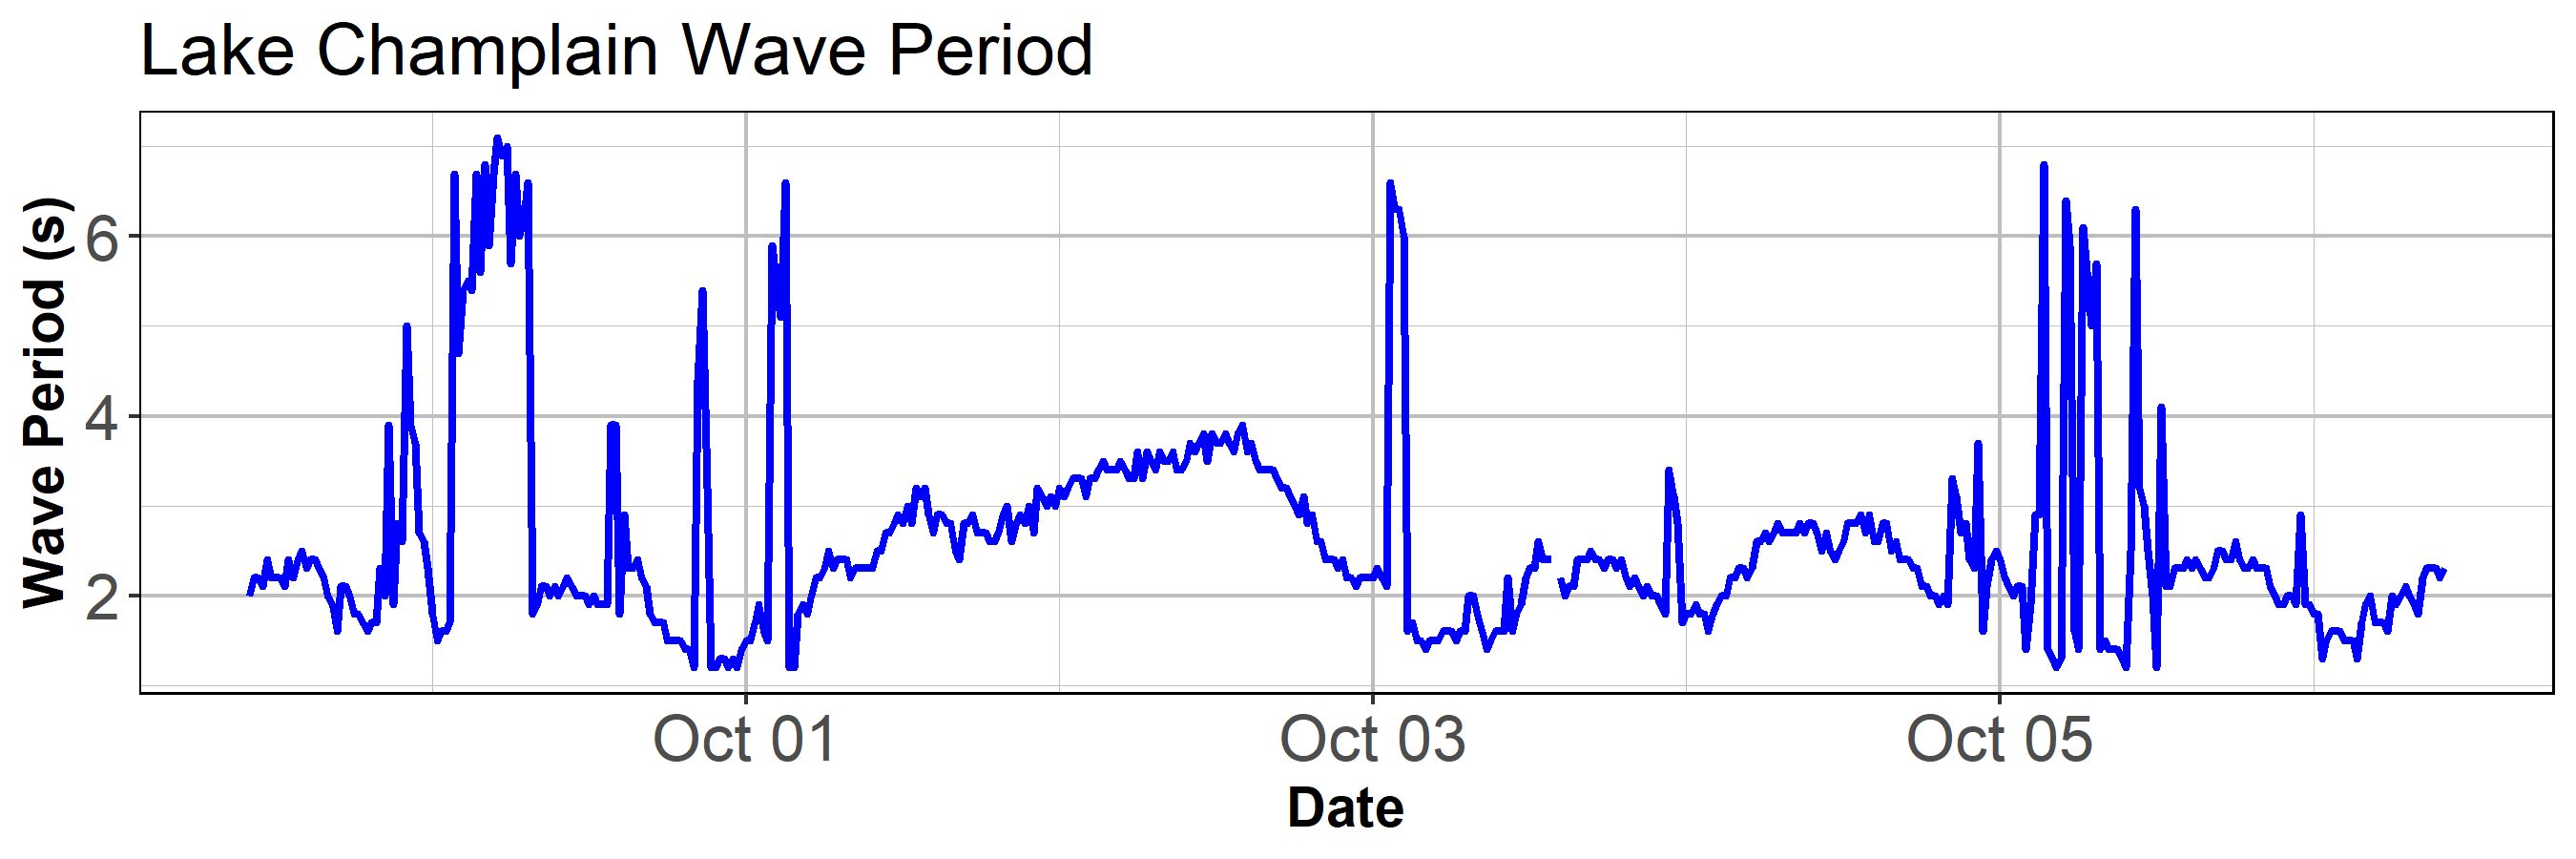 Lake Champlain Wave Period
Wave Period (s)
6
4
2
Oct 01
Oct 03
Oct 05
Date